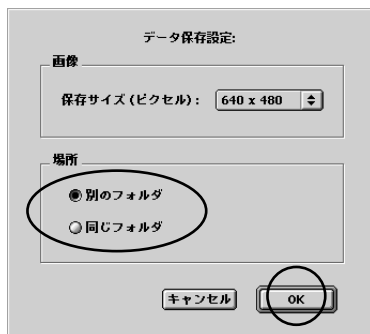 データ保存設定:
画像
保存サイズ(ピクセル): 640 x 480
場所
別のフォルダ
同じフォルダ
キャンセル OK